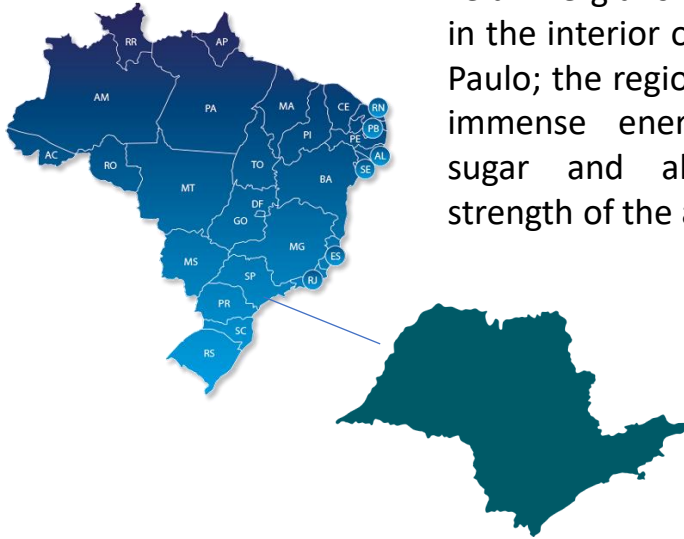 in the interior o
Paulo; the regio
immense ener
sugar and al
strength of the a
RR
AP
AM
PA
MA
CE
RN
PI
PB
PE
AL
SE
AC
RO
TO
BA
MT
DF
GO
MG
MS
ES
SP
RJ
PR
SC
RS